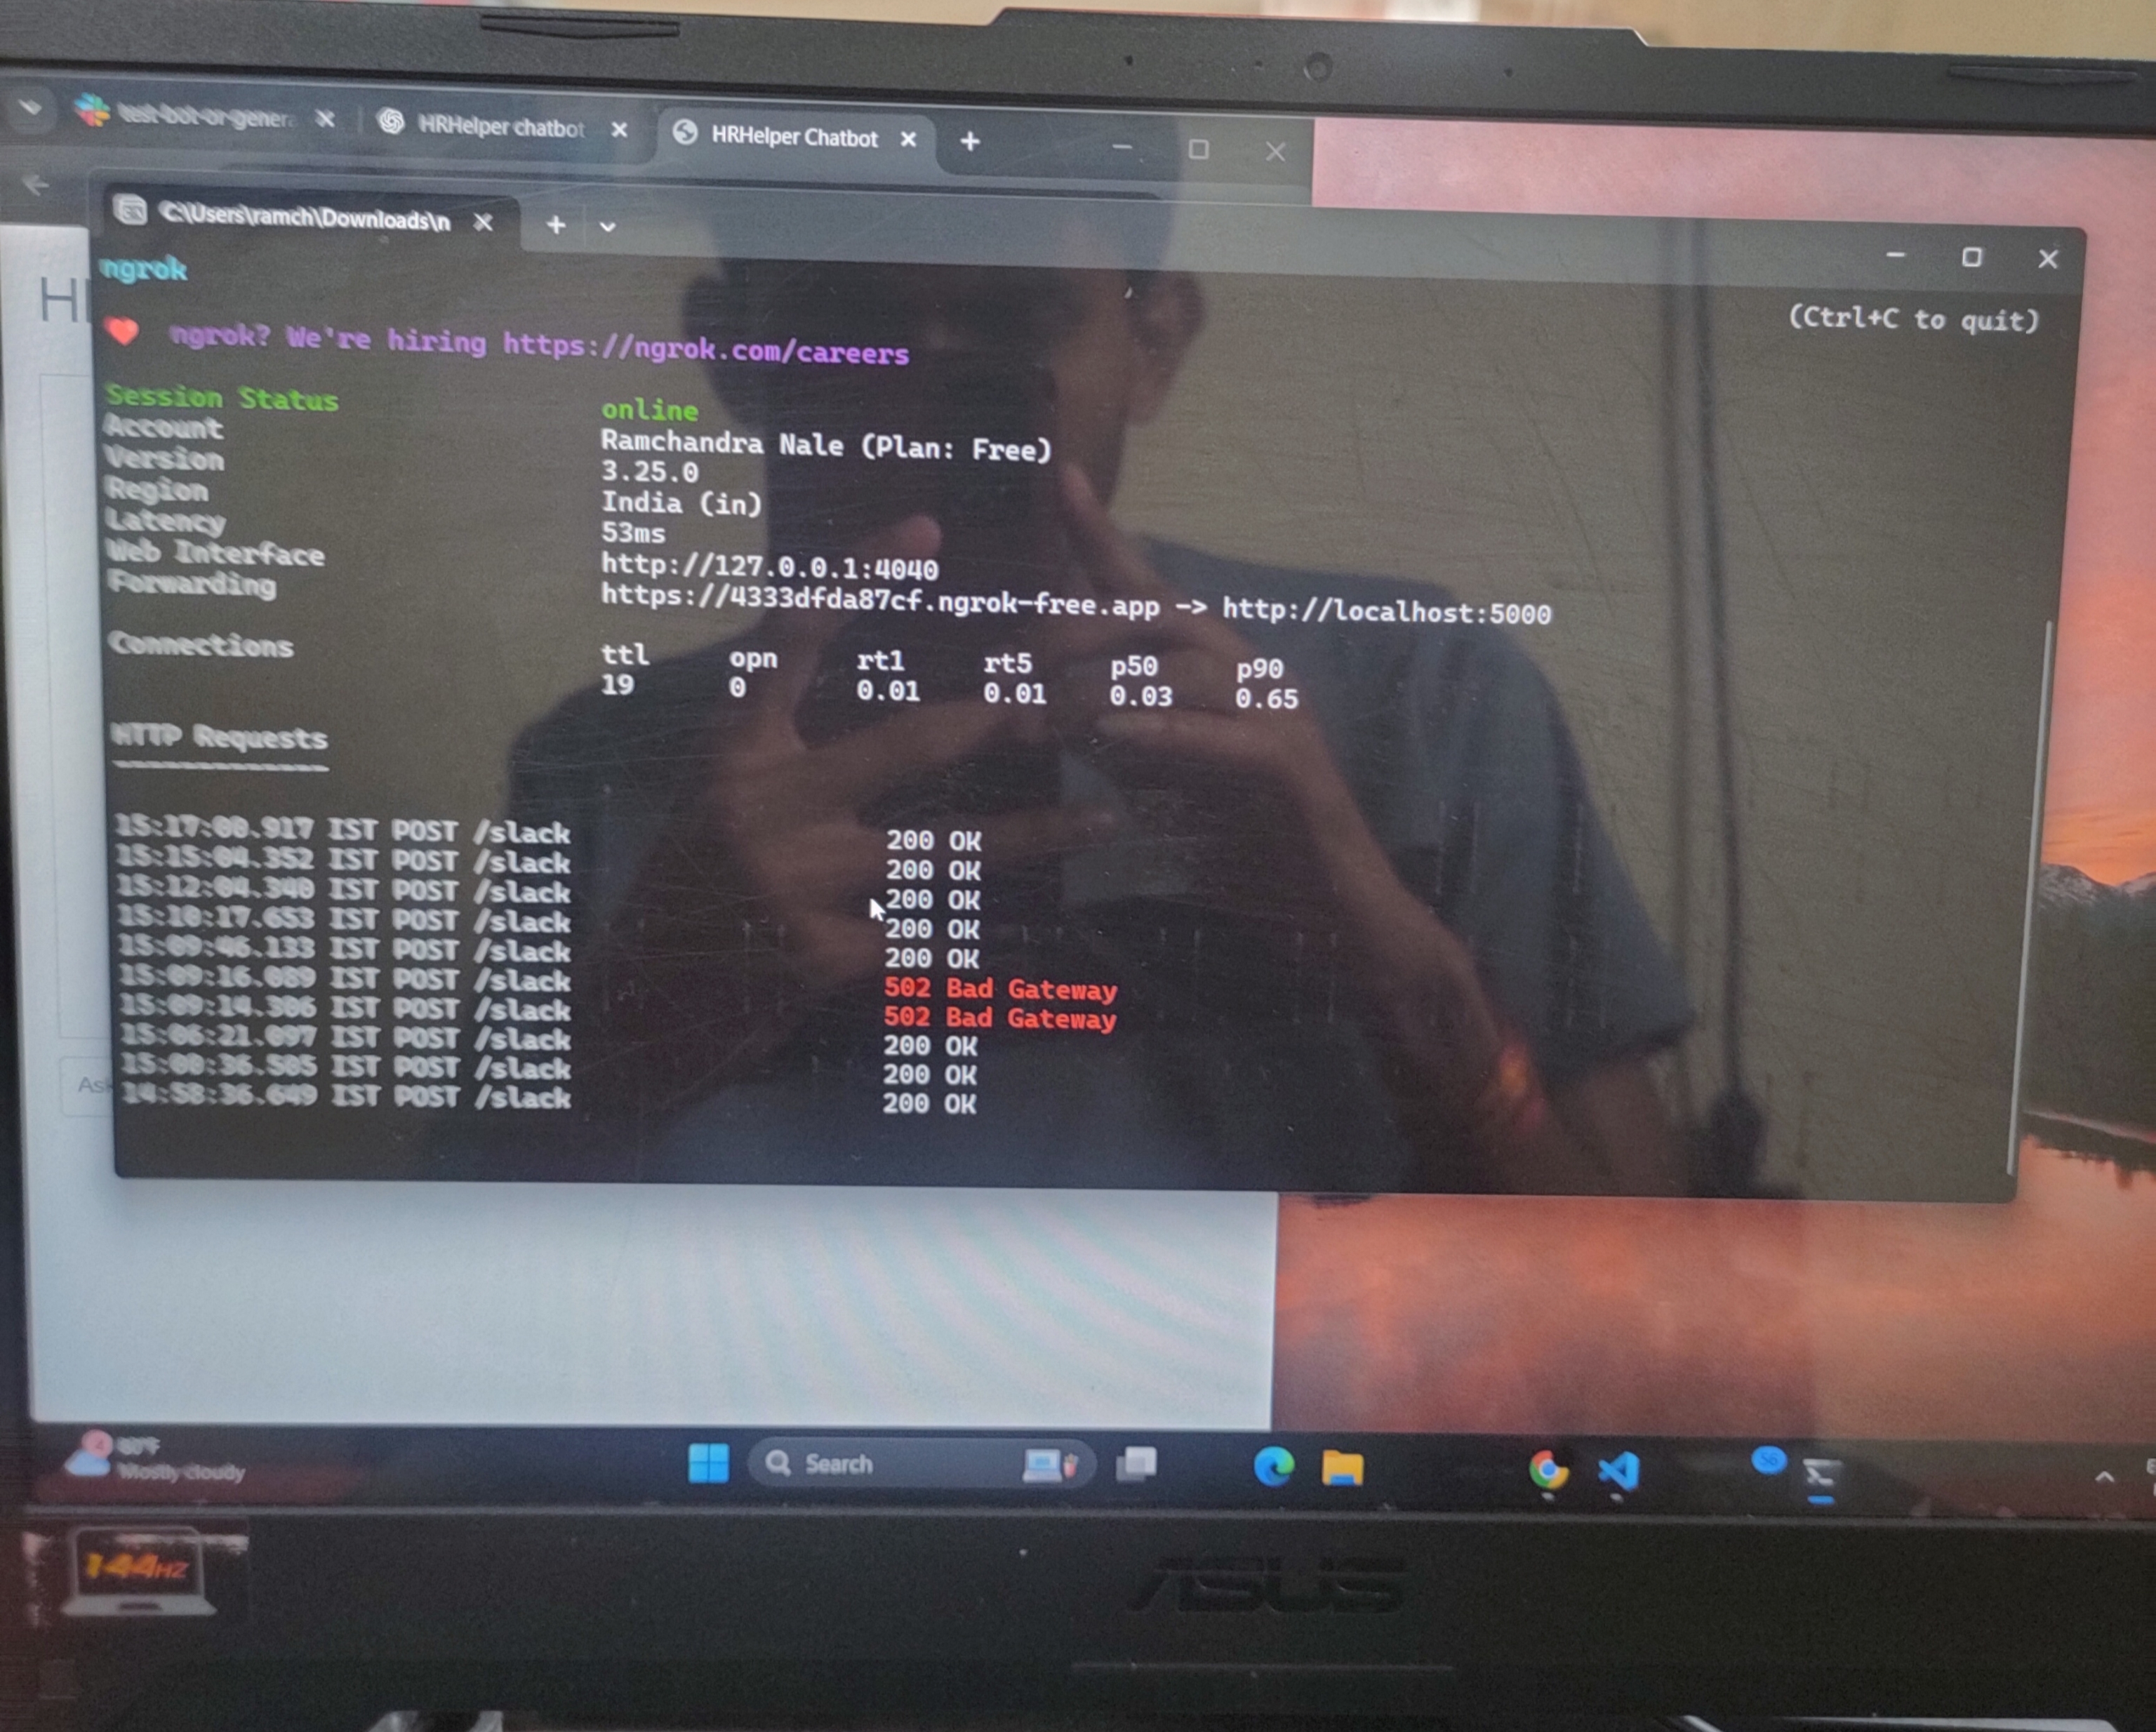 test-bot-or-genera
HRHelper chatbot
HRHelper Chatbot
C:\Users\ramch\Downloads\n
ngrok
(Ctrl+C to quit)
ngrok? We're hiring https://ngrok.com/careers
Session Status online
Account Ramchandra Nale (Plan: Free)
Version 3.25.0
Region India (in)
Latency 53ms
Web Interface http://127.0.0.1:4040
Forwarding https://4333dfda87cf.ngrok-free.app -> http://localhost:5000
Connections ttl opn rt1 rt5 p50 p90
19 0 0.01 0.01 0.03 0.65
HTTP Requests
-------------
15:17:00.917 IST POST /slack 200 OK
15:15:04.352 IST POST /slack 200 OK
15:12:04.340 IST POST /slack 200 OK
15:10:17.653 IST POST /slack 200 OK
15:09:46.133 IST POST /slack 200 OK
15:09:16.089 IST POST /slack 502 Bad Gateway
15:09:14.306 IST POST /slack 502 Bad Gateway
15:06:21.097 IST POST /slack 200 OK
15:00:36.505 IST POST /slack 200 OK
14:58:36.649 IST POST /slack 200 OK
Mostly cloudy
Search
144HZ
ASUS